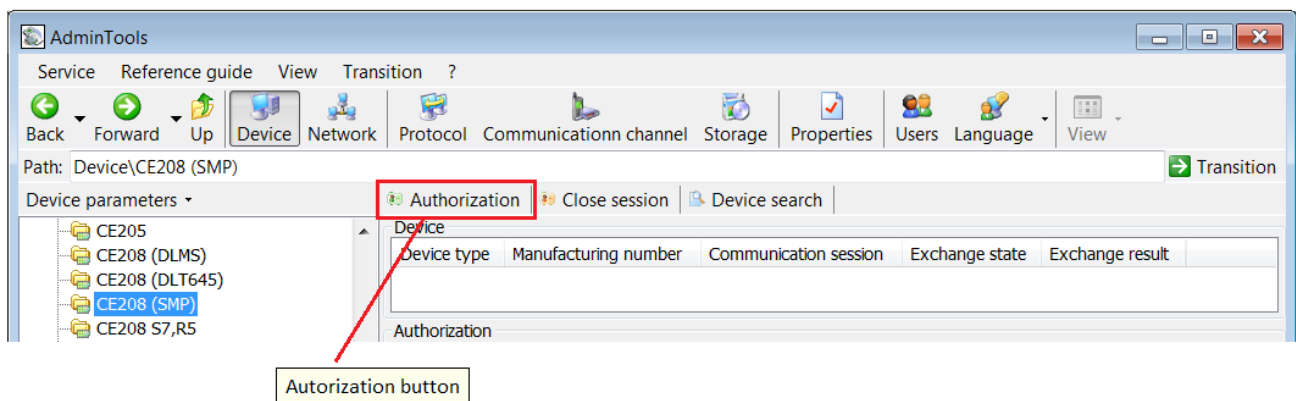 AdminTools
Service Reference guide View Transition ?
Back Forward Up Device Network Protocol Communicationn channel Storage Properties Users Language View
Path: Device\CE208 (SMP) Transition
Device parameters Authorization Close session Device search
CE205
CE208 (DLMS)
CE208 (DLT645)
CE208 (SMP)
CE208 S7,R5
Device
Device type Manufacturing number Communication session Exchange state Exchange result
Authorization
Autorization button